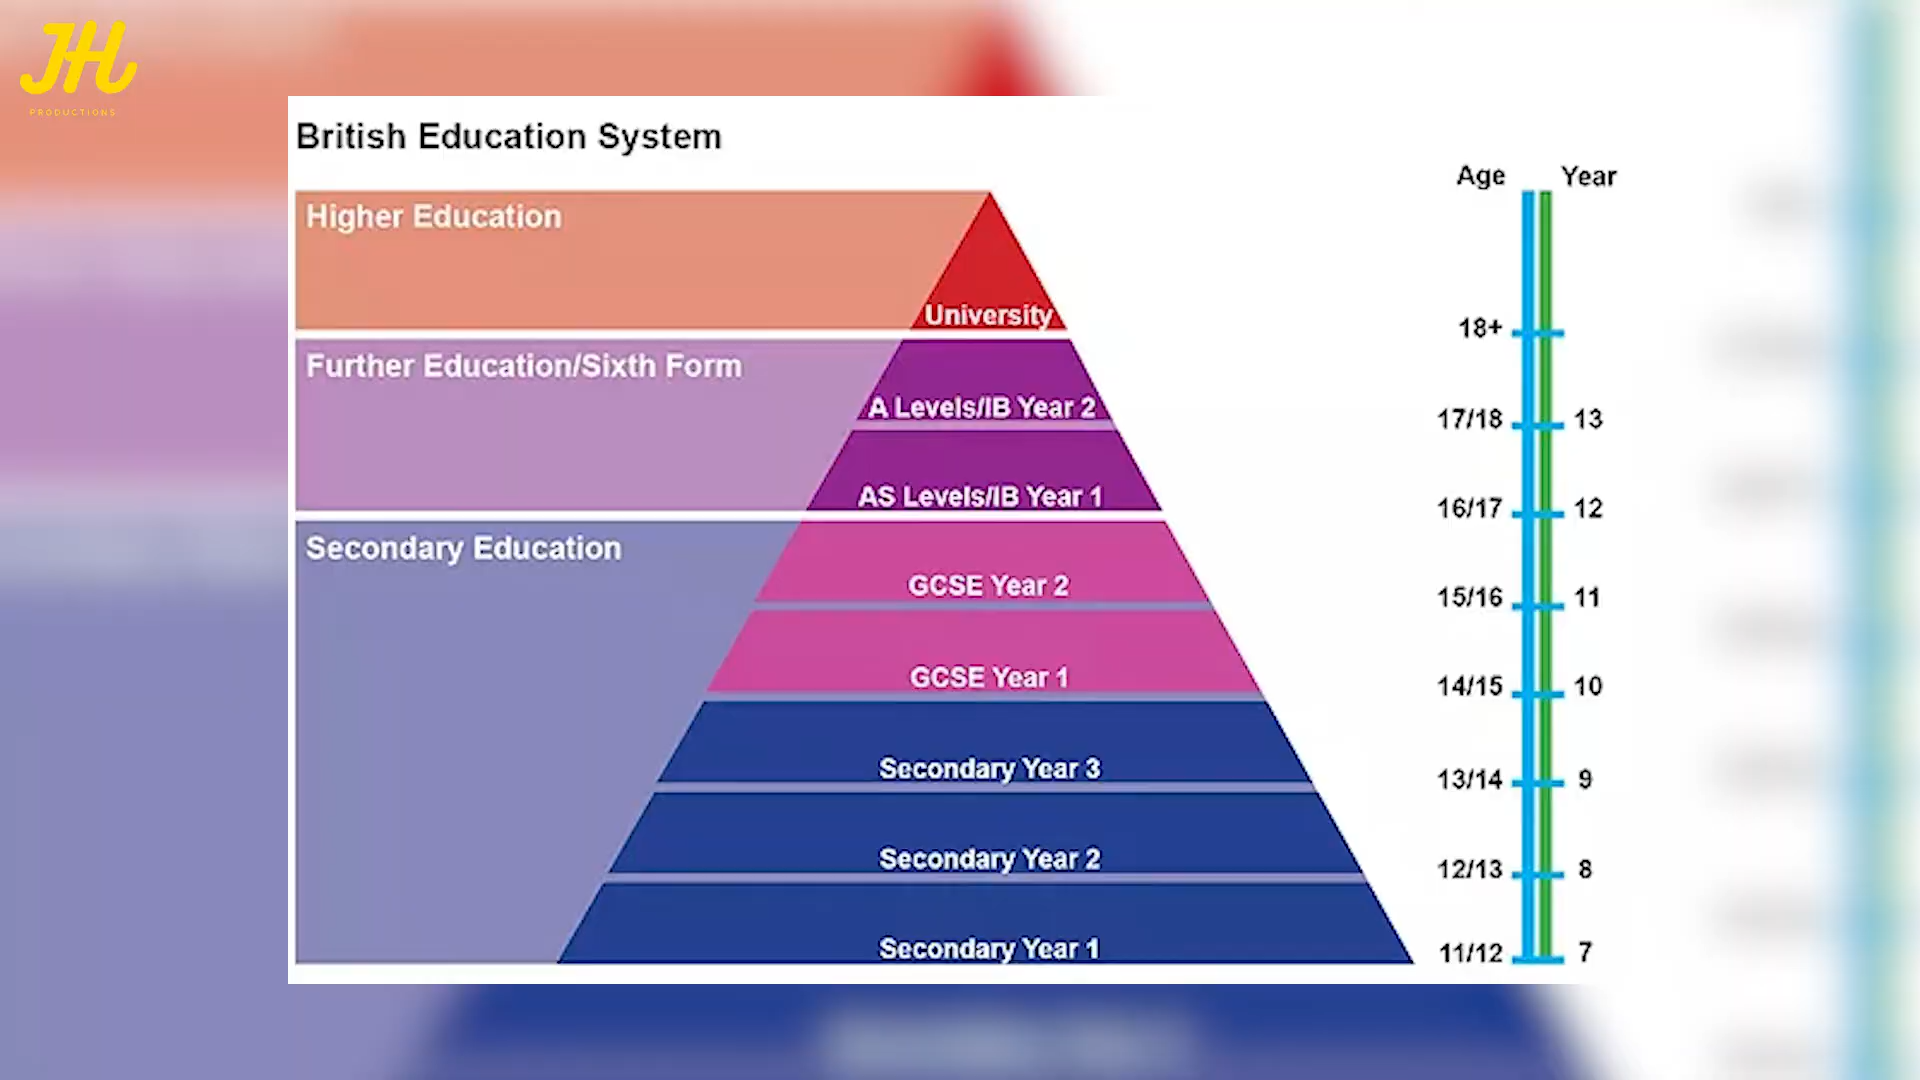 JH
PRODUCTIONS
British Education System
Age Year
Higher Education
University
18+
Further Education/Sixth Form
A Levels/IB Year 2
17/18 13
AS Levels/IB Year 1
16/17 12
Secondary Education
GCSE Year 2
15/16 11
GCSE Year 1
14/15 10
Secondary Year 3
13/14 9
Secondary Year 2
12/13 8
Secondary Year 1
11/12 7